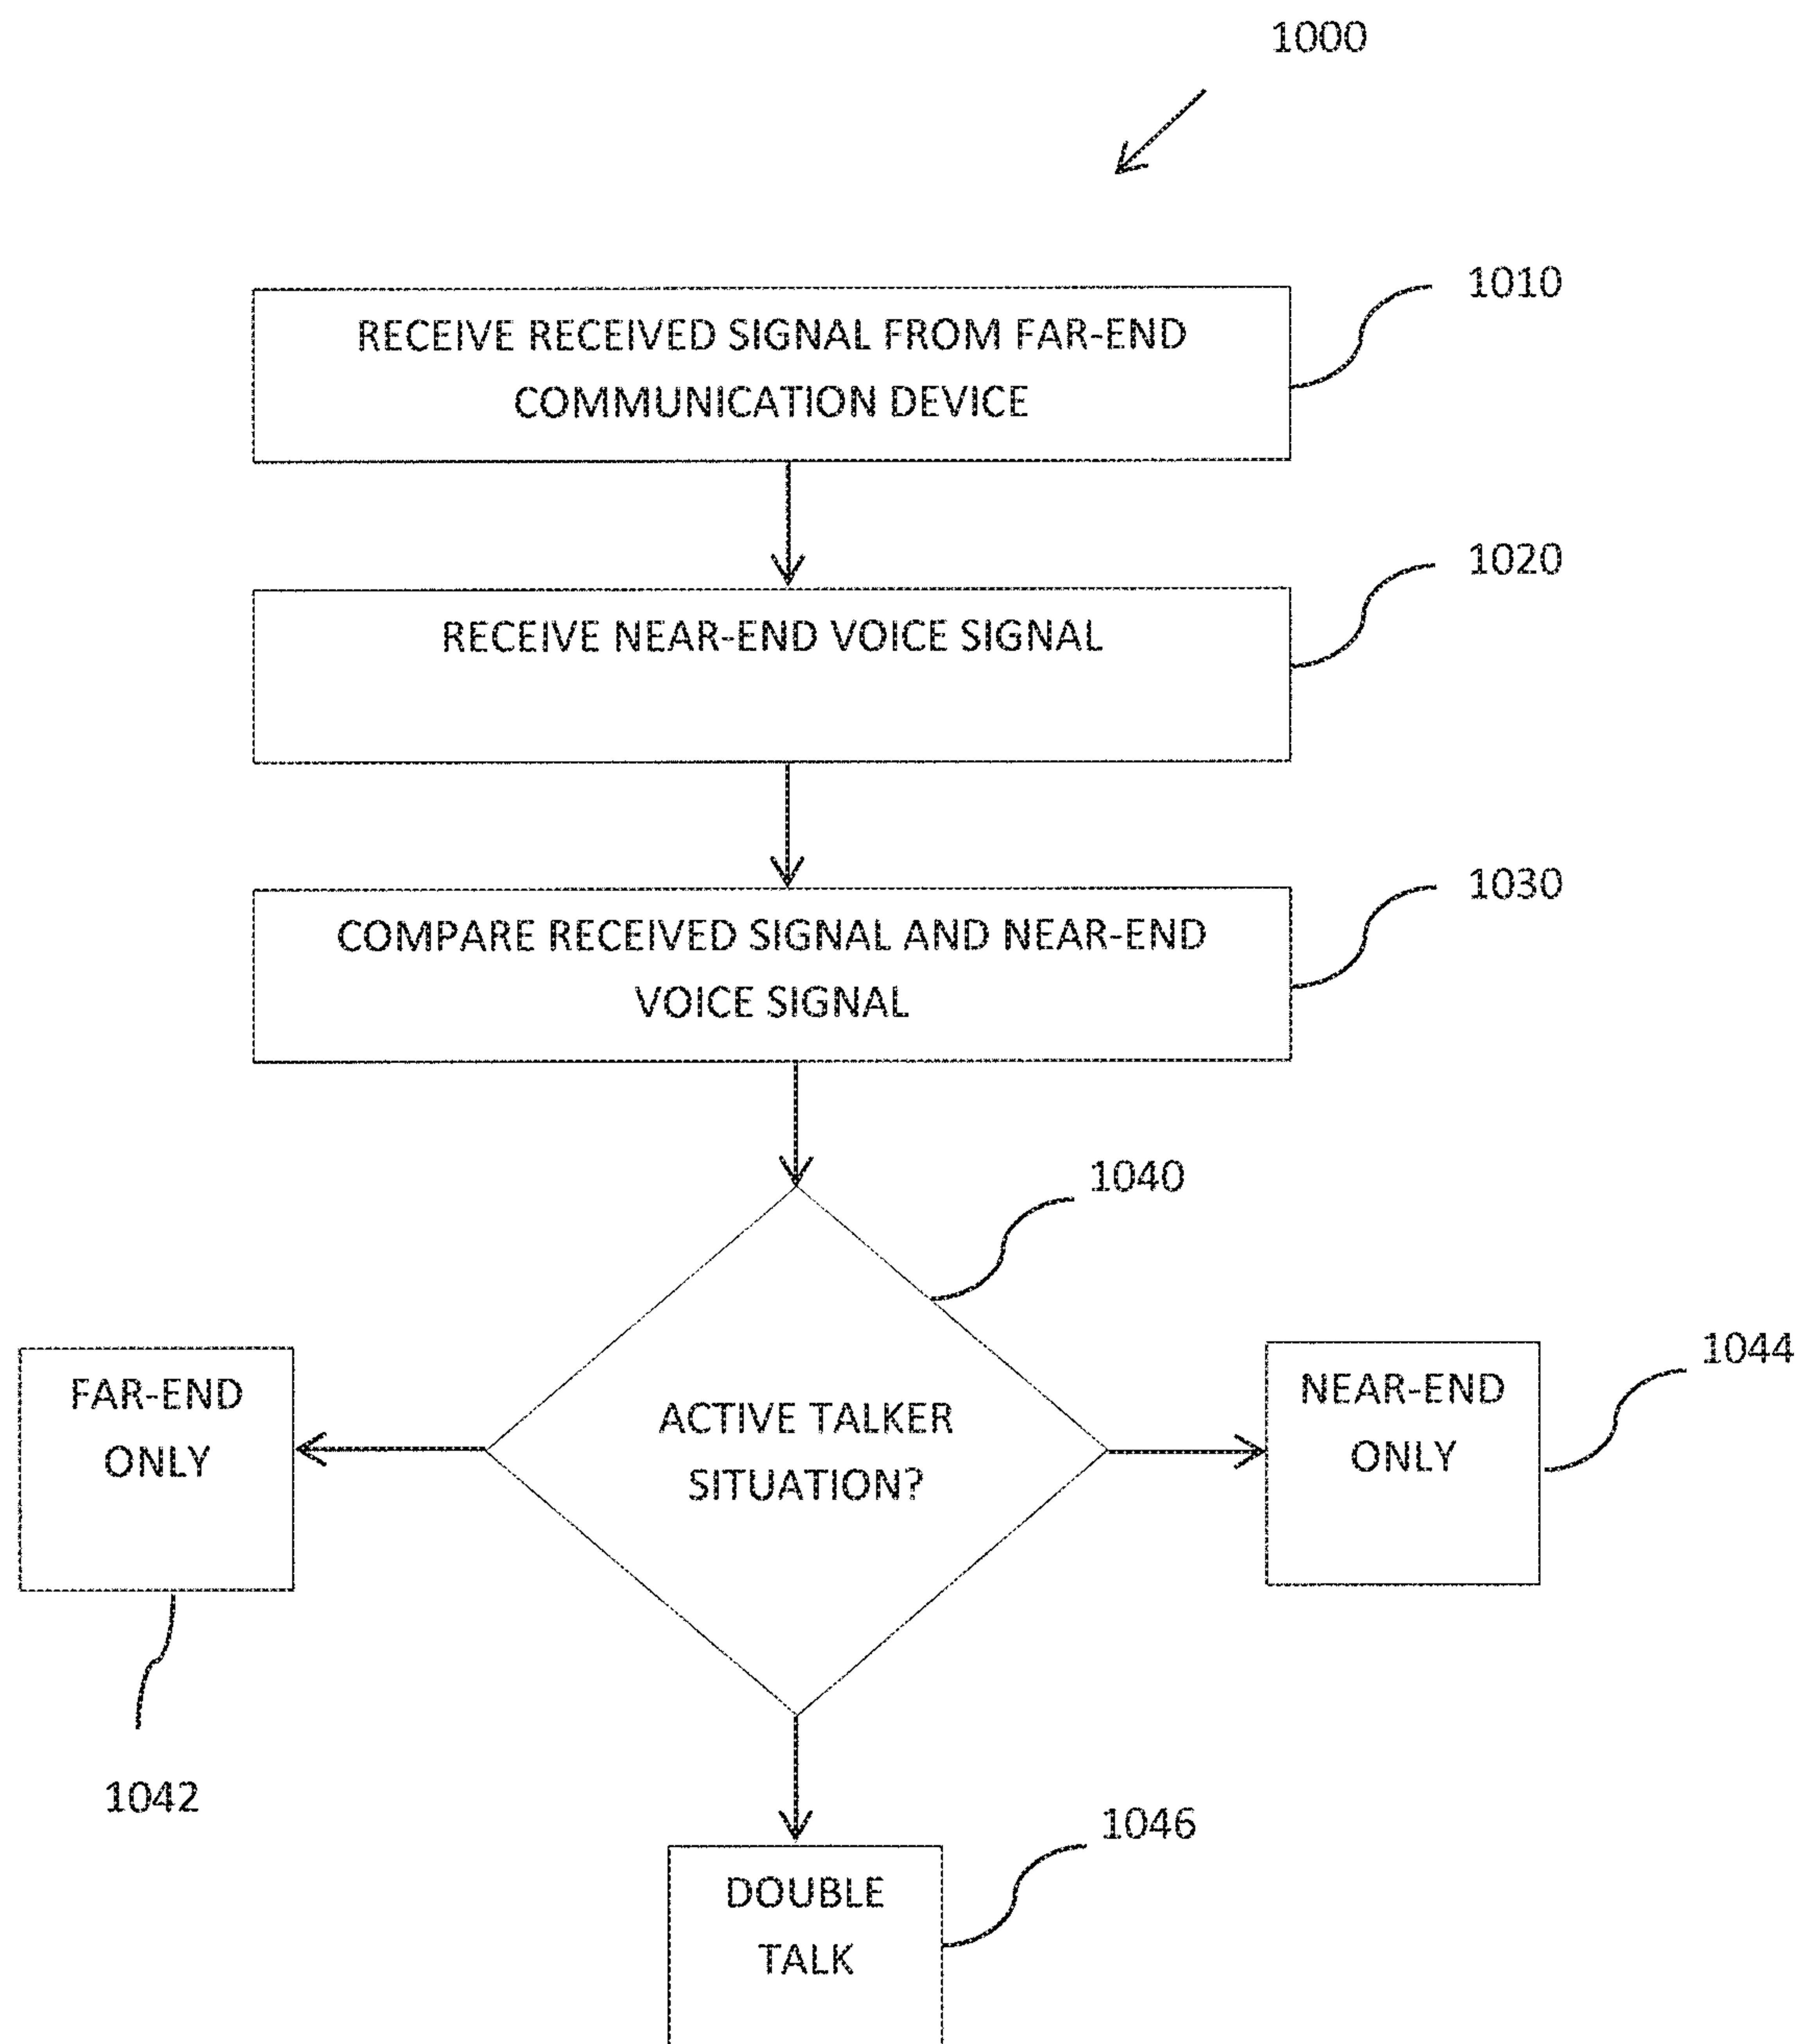 1000
RECEIVE RECEIVED SIGNAL FROM FAR-END
COMMUNICATION DEVICE
1010
RECEIVE NEAR-END VOICE SIGNAL
1020
COMPARE RECEIVED SIGNAL AND NEAR-END
VOICE SIGNAL
1030
1040
ACTIVE TALKER
SITUATION?
FAR-END
ONLY
1042
NEAR-END
ONLY
1044
DOUBLE
TALK
1046